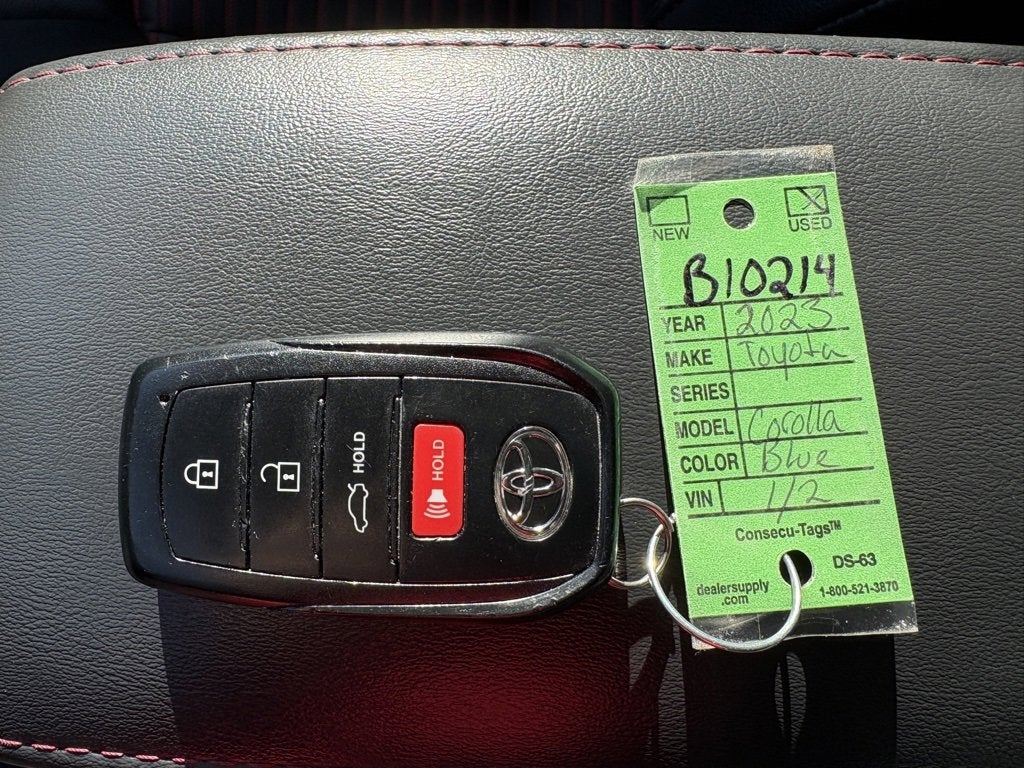 HOLD
HOLD
NEW
USED
B10214
YEAR 2023
MAKE Toyota
SERIES
MODEL Corolla
COLOR Blue
VIN 1/2
Consecu-Tags™
DS-63
dealersupply
.com
1-800-521-3870